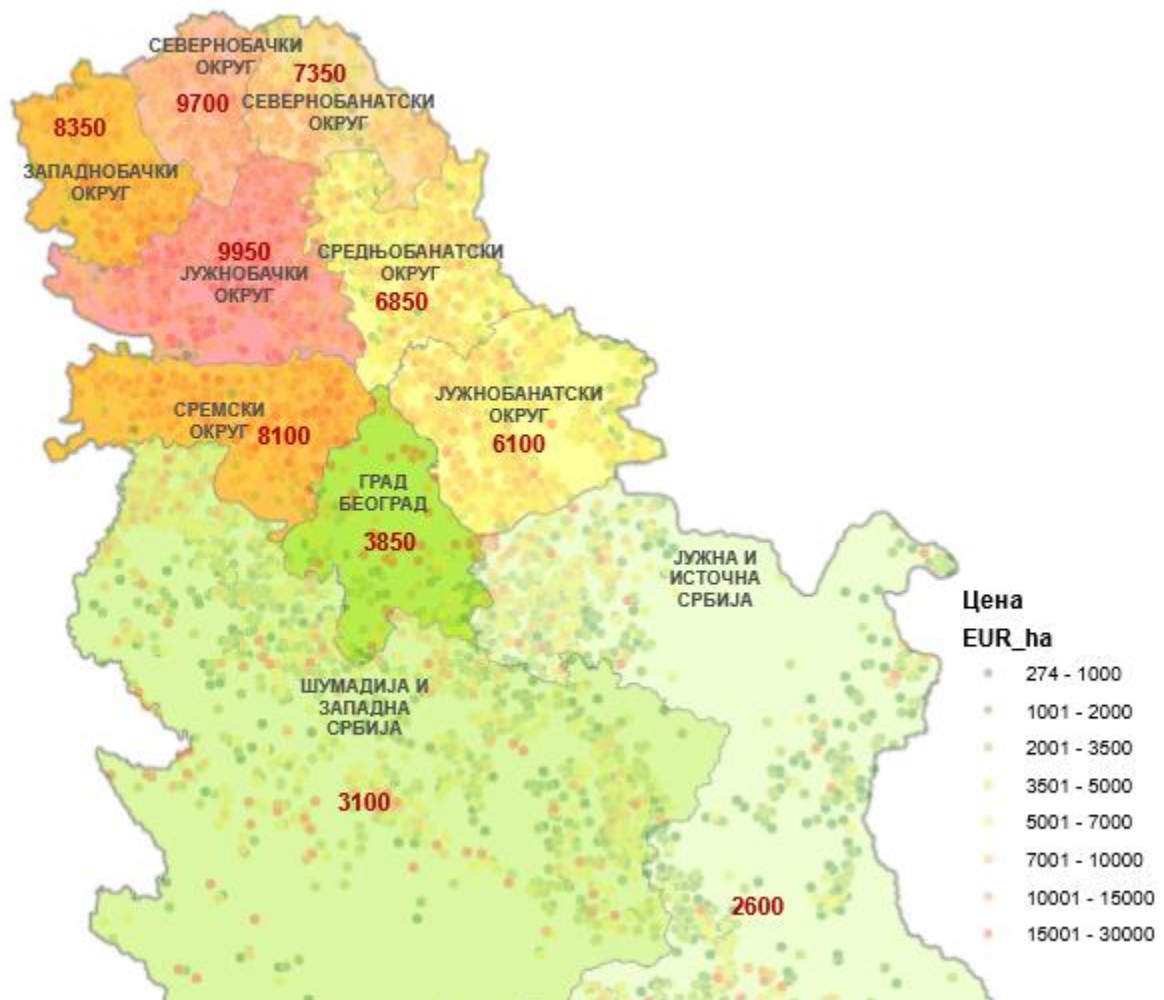 СЕВЕРНОБАЧКИ
ОКРУГ
9700
7350
СЕВЕРНОБАНАТСКИ
ОКРУГ
8350
ЗАПАДНОБАЧКИ
ОКРУГ
9950
ЈУЖНОБАЧКИ
ОКРУГ
СРЕДЊОБАНАТСКИ
ОКРУГ
6850
ЈУЖНОБАНАТСКИ
ОКРУГ
6100
СРЕМСКИ
ОКРУГ
8100
ГРАД
БЕОГРАД
3850
ЈУЖНА И
ИСТОЧНА
СРБИЈА
ШУМАДИЈА И
ЗАПАДНА
СРБИЈА
3100
2600
Цена
EUR_ha
274 - 1000
1001 - 2000
2001 - 3500
3501 - 5000
5001 - 7000
7001 - 10000
10001 - 15000
15001 - 30000